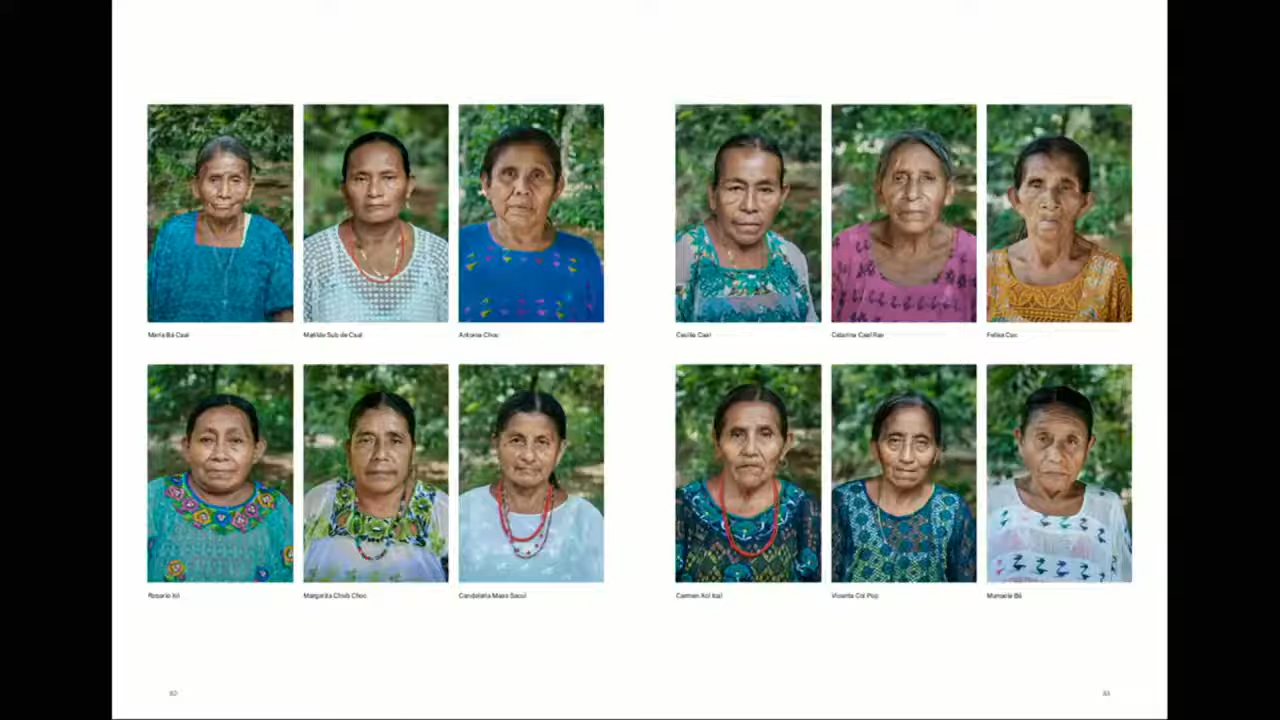 María Bá Caal
Matilde Sub de Caal
Antonia Choc
Cecilia Caal
Catarina Caal Rax
Felisa Cuc
Rosario Xó
Margarita Chub Choc
Candelaria Maaz Sacul
Carmen Xol Ical
Vicenta Col Pop
Manuela Bá